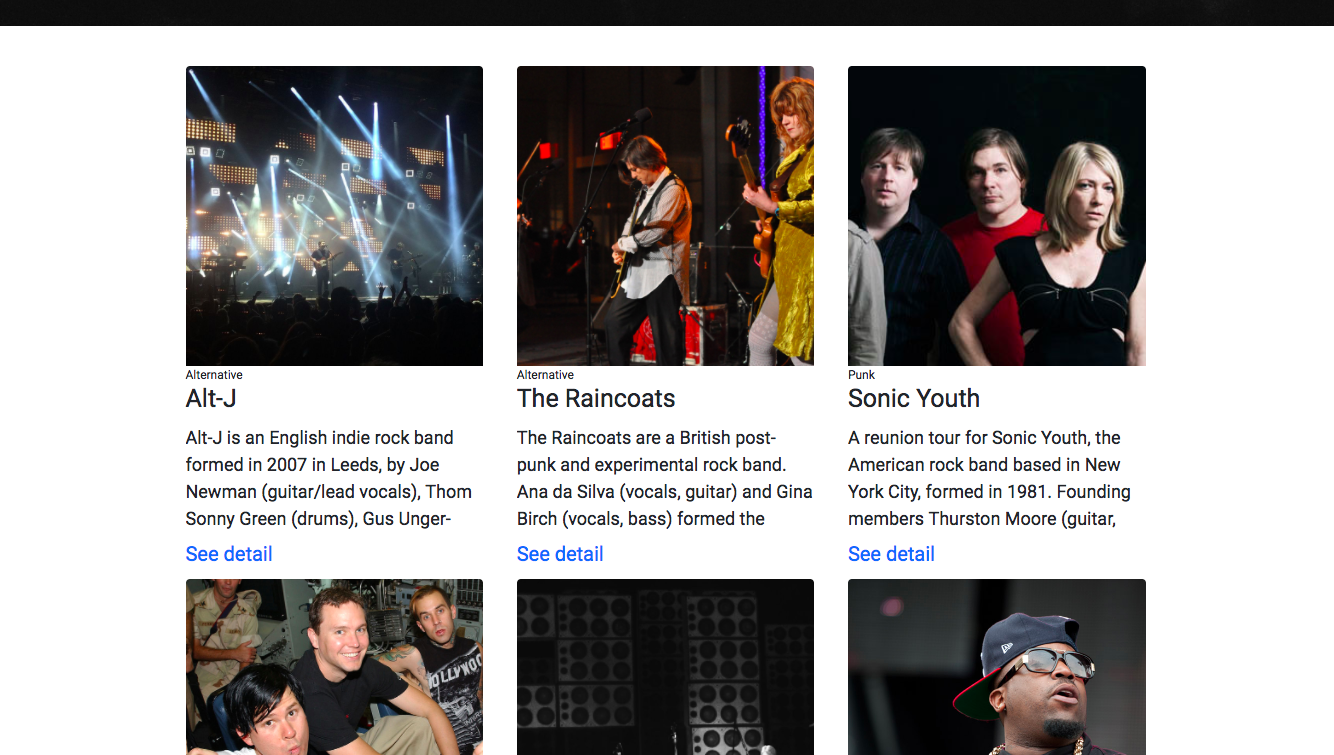 Alternative
Alt-J
Alt-J is an English indie rock band
formed in 2007 in Leeds, by Joe
Newman (guitar/lead vocals), Thom
Sonny Green (drums), Gus Unger-
See detail
Alternative
The Raincoats
The Raincoats are a British post-
punk and experimental rock band.
Ana da Silva (vocals, guitar) and Gina
Birch (vocals, bass) formed the
See detail
Punk
Sonic Youth
A reunion tour for Sonic Youth, the
American rock band based in New
York City, formed in 1981. Founding
members Thurston Moore (guitar,
See detail
HOLLYWOO